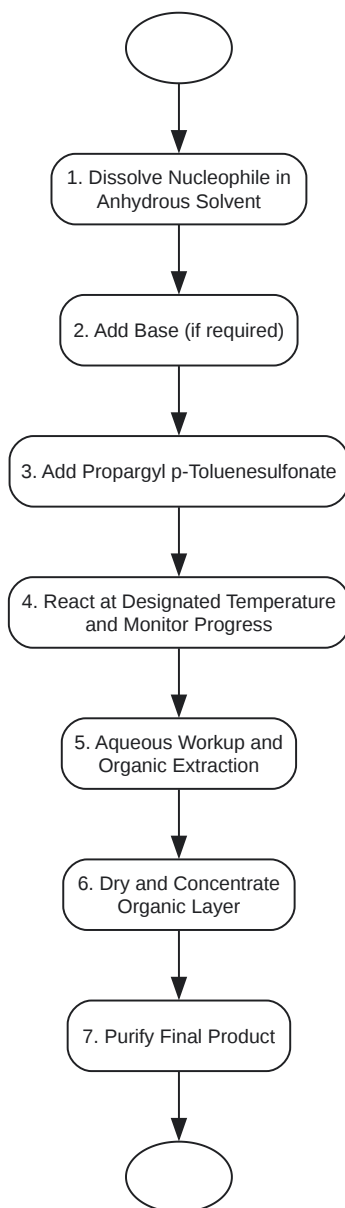 1. Dissolve Nucleophile in
Anhydrous Solvent
2. Add Base (if required)
3. Add Propargyl p-Toluenesulfonate
4. React at Designated Temperature
and Monitor Progress
5. Aqueous Workup and
Organic Extraction
6. Dry and Concentrate
Organic Layer
7. Purify Final Product